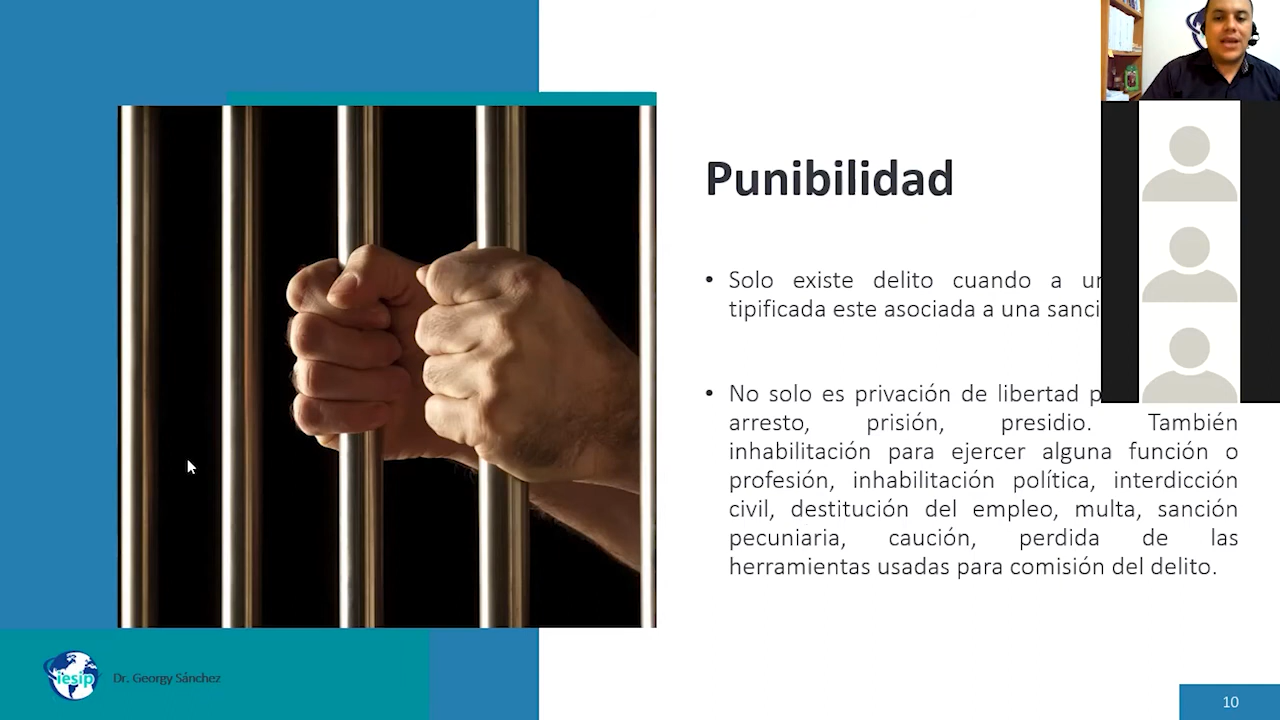 Punibilidad
• Solo existe delito cuando a
tipificada este asociada a una
• No solo es privación de libertad
arresto, prisión, presidio. También
inhabilitación para ejercer alguna función o
profesión, inhabilitación política, interdicción
civil, destitución del empleo, multa, sanción
pecuniaria, caución, perdida de las
herramientas usadas para comisión del delito.
iesip
Dr. Georgy Sánchez
10